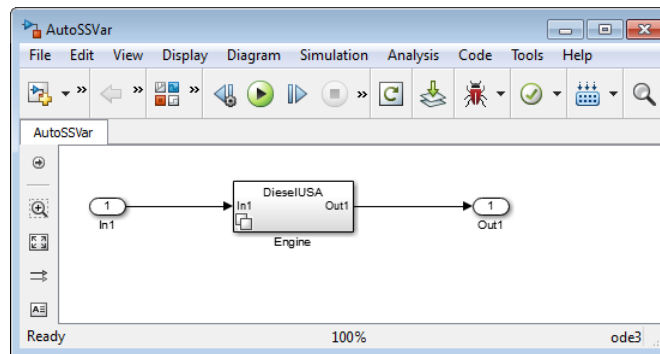 AutoSSVar
File Edit View Display Diagram Simulation Analysis Code Tools Help
AutoSSVar
DieselUSA
1 In1 Out1 1
In1 Out1
Engine
Ready 100% ode3